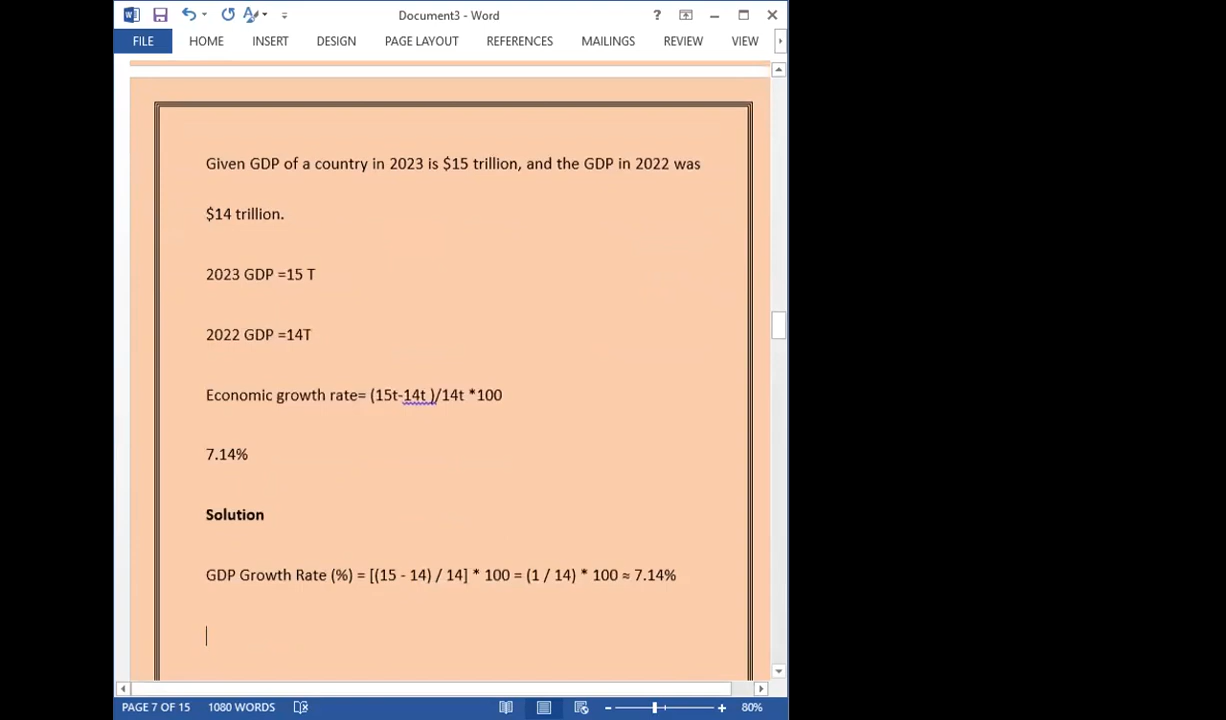 Document3 - Word
?
FILE HOME INSERT DESIGN PAGE LAYOUT REFERENCES MAILINGS REVIEW VIEW
Given GDP of a country in 2023 is $15 trillion, and the GDP in 2022 was
$14 trillion.
2023 GDP =15 T
2022 GDP =14T
Economic growth rate= (15t-14t )/14t *100
7.14%
Solution
GDP Growth Rate (%) = [(15 - 14) / 14] * 100 = (1 / 14) * 100 ≈ 7.14%
PAGE 7 OF 15 1080 WORDS 80%